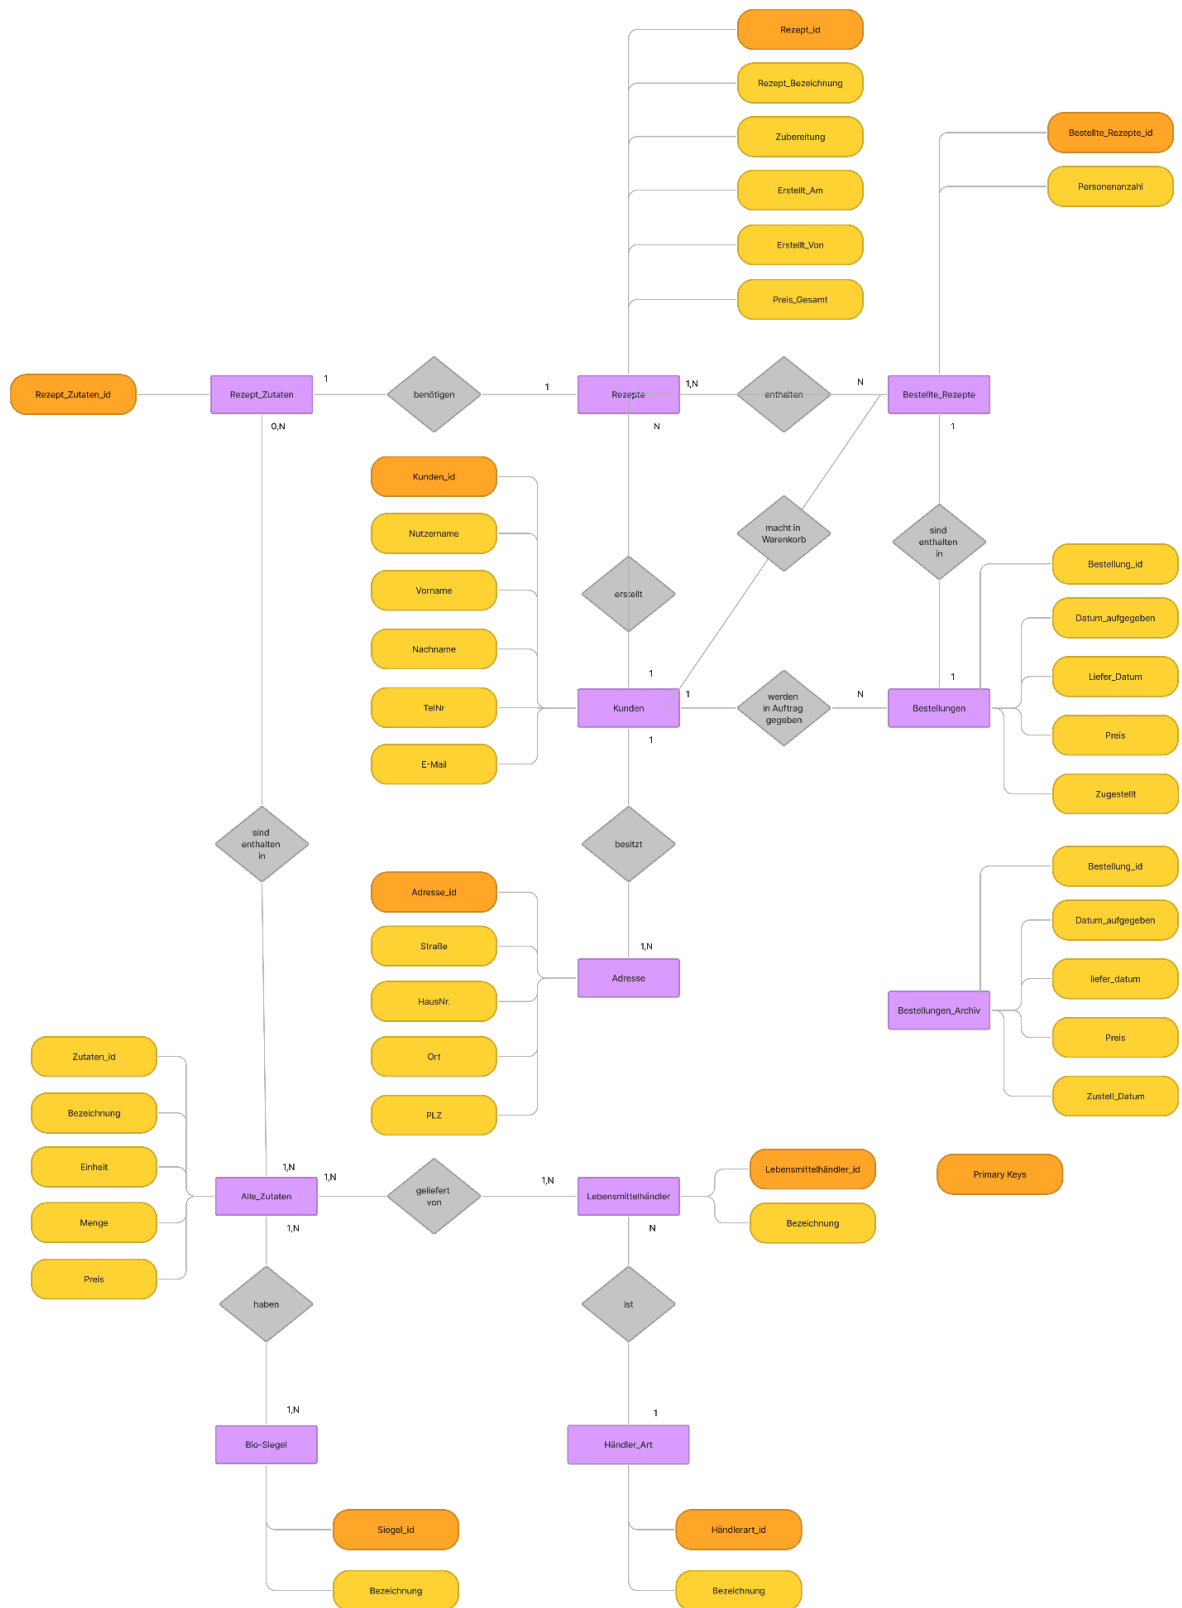 Rezept_id
Rezept_Bezeichnung
Zubereitung
Erstellt_Am
Erstellt_Von
Preis_Gesamt
Bestellte_Rezepte_id
Personenanzahl
Rezept_Zutaten_id
Rezept_Zutaten
1
benötigen
1
Rezepte
1,N
enthalten
N
Bestellte_Rezepte
0,N
N
1
Kunden_id
Nutzername
Vorname
Nachname
TelNr
E-Mail
erstellt
macht in
Warenkorb
sind
enthalten
in
Bestellung_id
Datum_aufgegeben
Liefer_Datum
Preis
Zugestellt
1
Kunden
1
werden
in Auftrag
gegeben
N
1
Bestellungen
1
sind
enthalten
in
besitzt
Adresse_id
Straße
HausNr.
Ort
PLZ
1,N
Adresse
Bestellung_id
Datum_aufgegeben
liefer_datum
Preis
Zustell_Datum
Bestellungen_Archiv
Zutaten_id
Bezeichnung
Einheit
Menge
Preis
1,N
1,N
Alle_Zutaten
1,N
geliefert
von
1,N
Lebensmittelhändler
N
Lebensmittelhändler_id
Bezeichnung
Primary Keys
haben
ist
1,N
Bio-Siegel
1
Händler_Art
Siegel_id
Bezeichnung
Händlerart_id
Bezeichnung